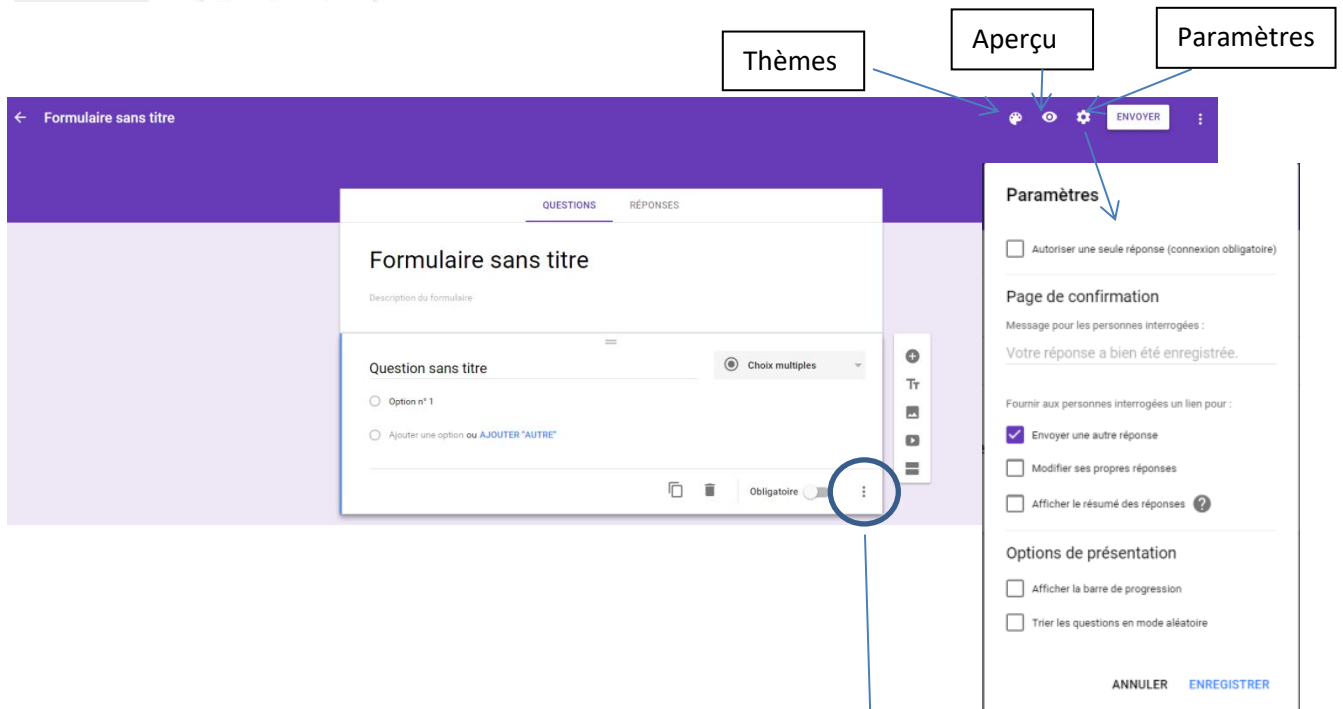 Thèmes
Aperçu
Paramètres
Formulaire sans titre
ENVOYER
QUESTIONS RÉPONSES
Formulaire sans titre
Description du formulaire
Question sans titre
Choix multiples
Option n° 1
Ajouter une option ou AJOUTER "AUTRE"
Obligatoire
Tт
Paramètres
Autoriser une seule réponse (connexion obligatoire)
Page de confirmation
Message pour les personnes interrogées :
Votre réponse a bien été enregistrée.
Fournir aux personnes interrogées un lien pour :
Envoyer une autre réponse
Modifier ses propres réponses
Afficher le résumé des réponses ?
Options de présentation
Afficher la barre de progression
Trier les questions en mode aléatoire
ANNULER ENREGISTRER